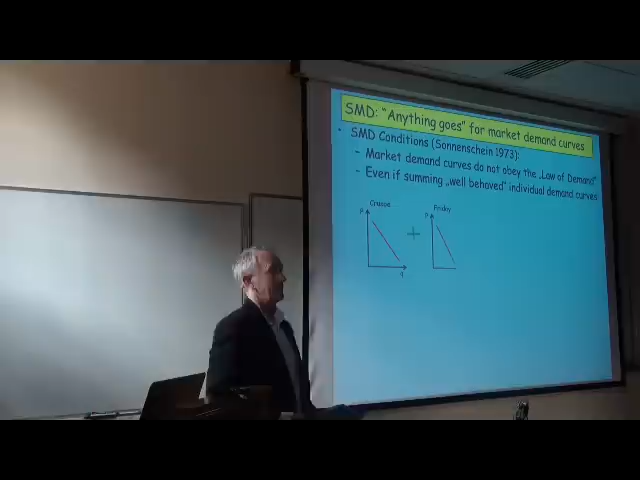 SMD: "Anything goes" for market demand curves
• SMD Conditions (Sonnenschein 1973):
– Market demand curves do not obey the „Law of Demand"
– Even if summing „well behaved" individual demand curves
Crusoe Friday
P P
+
q